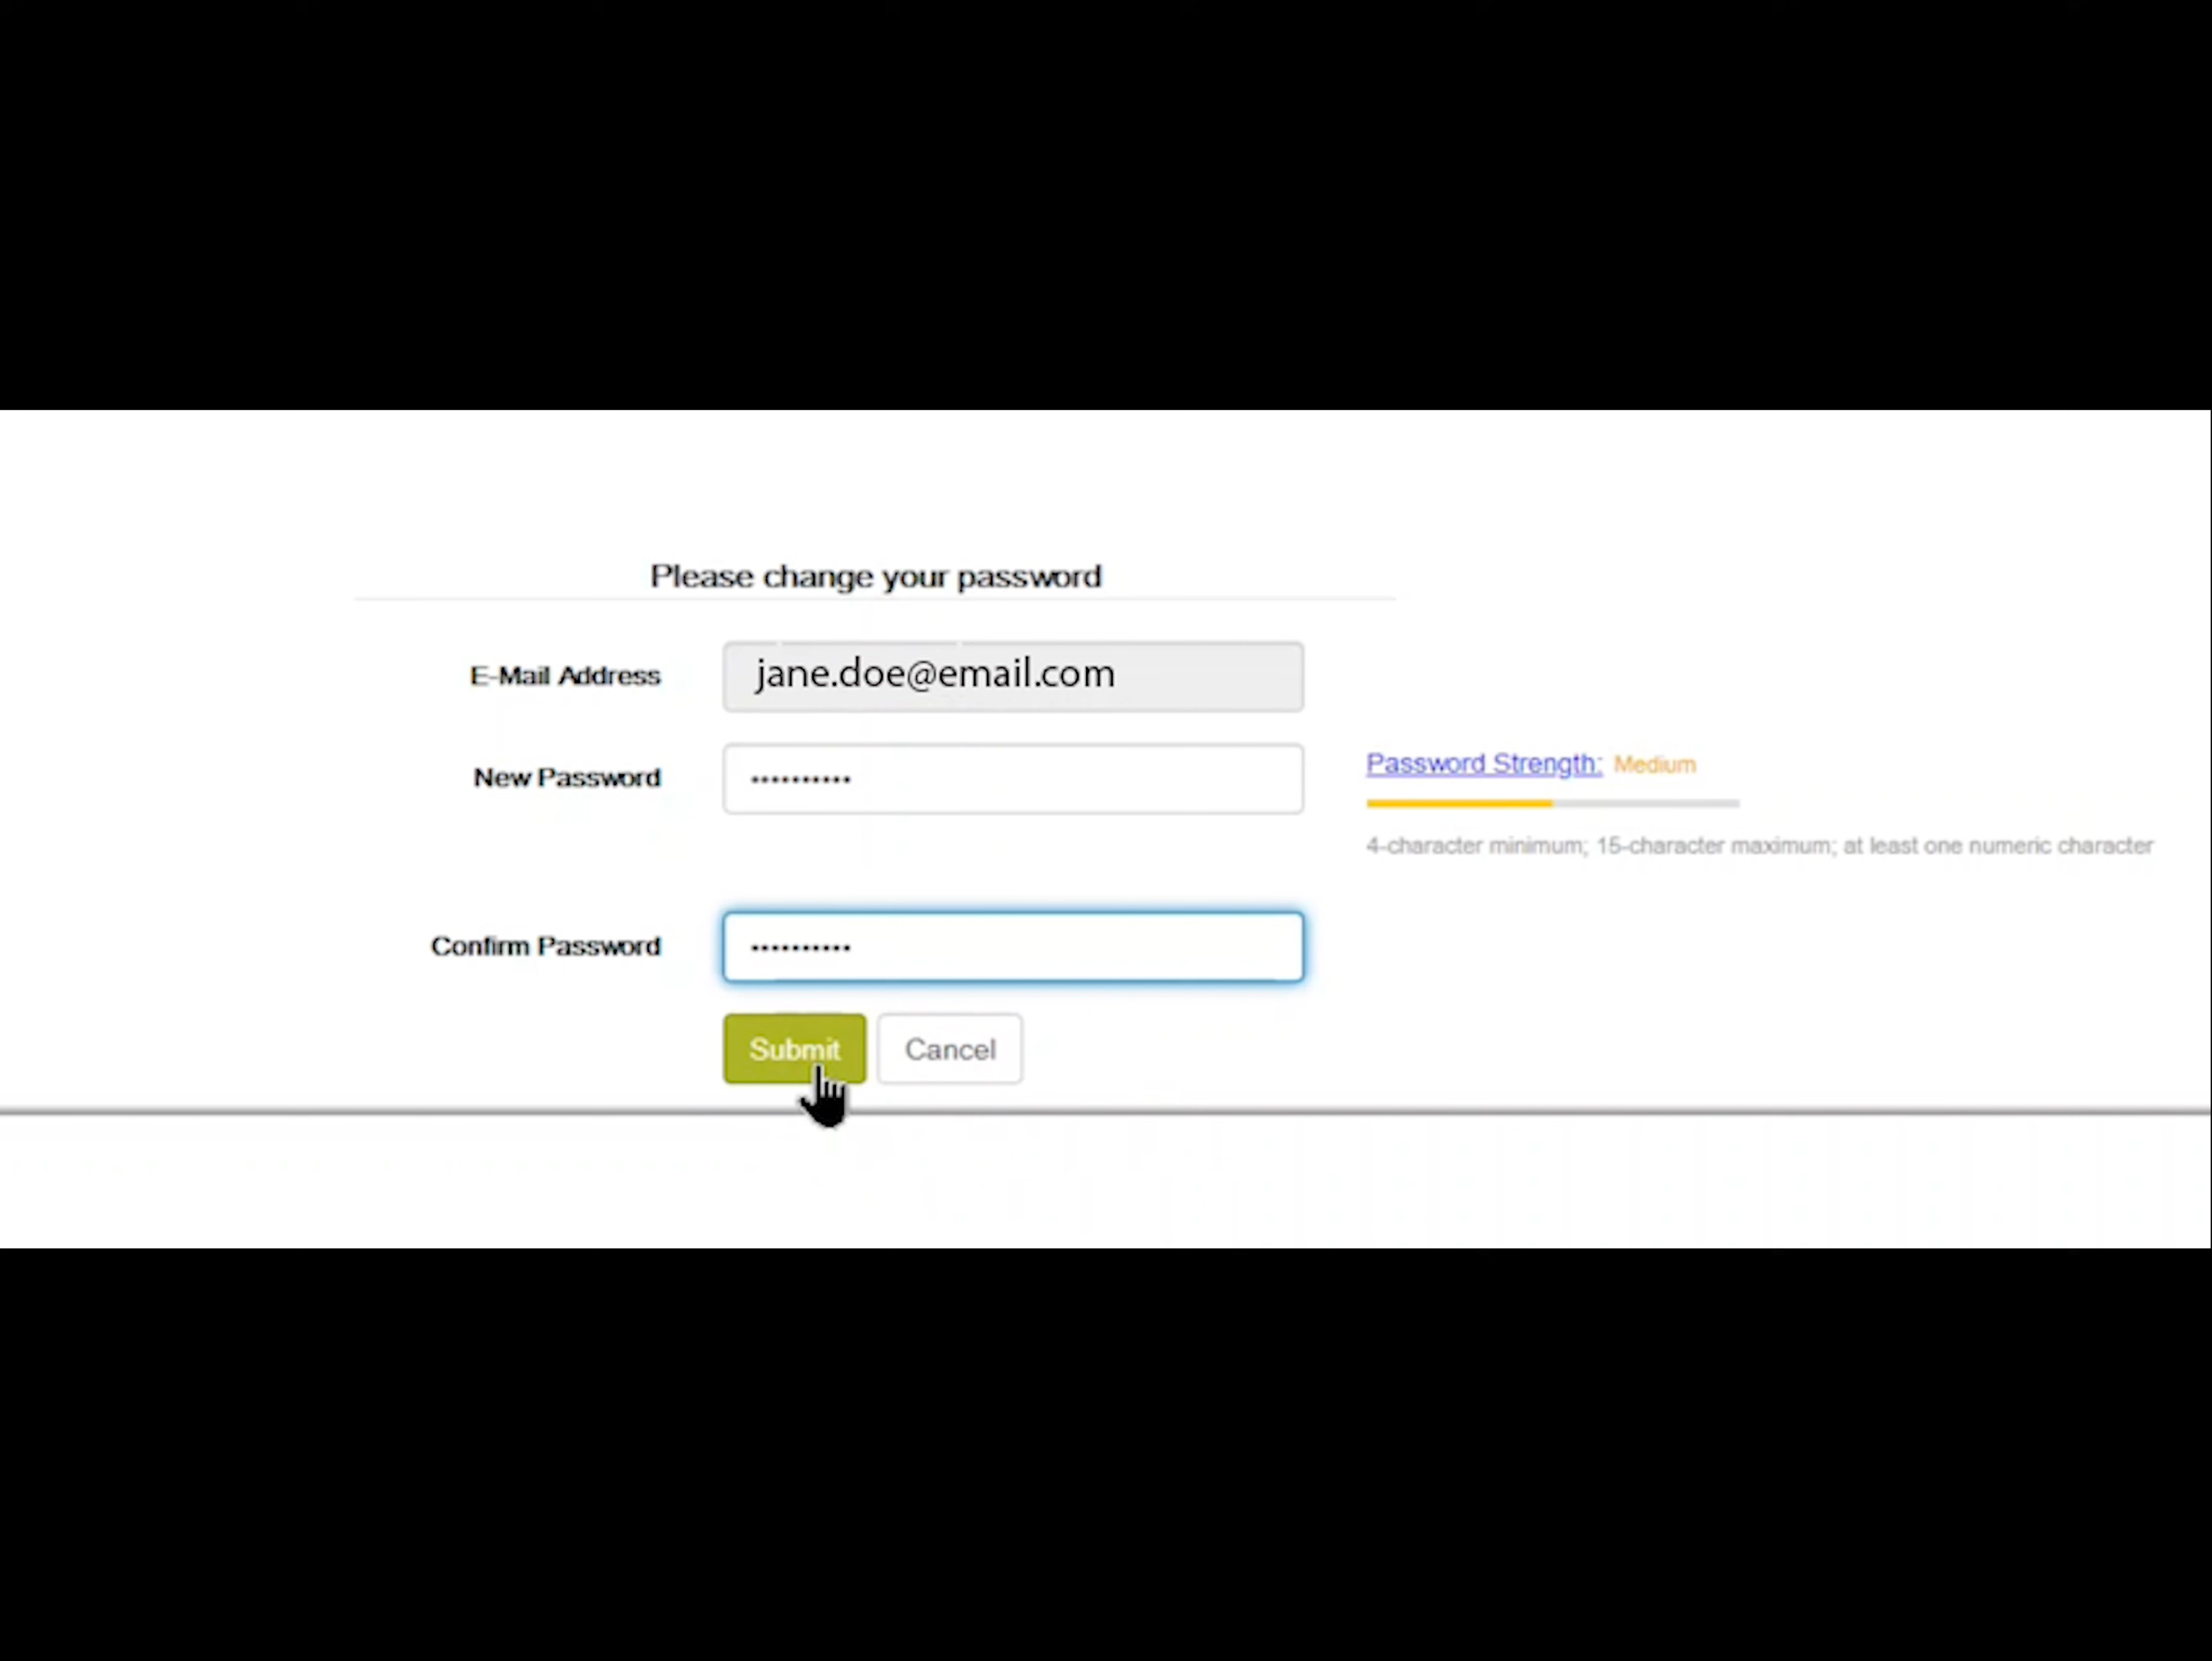 Please change your password
E-Mail Address jane.doe@email.com
New Password ••••••••••
Password Strength: Medium
4-character minimum; 15-character maximum; at least one numeric character
Confirm Password ••••••••••
Submit Cancel